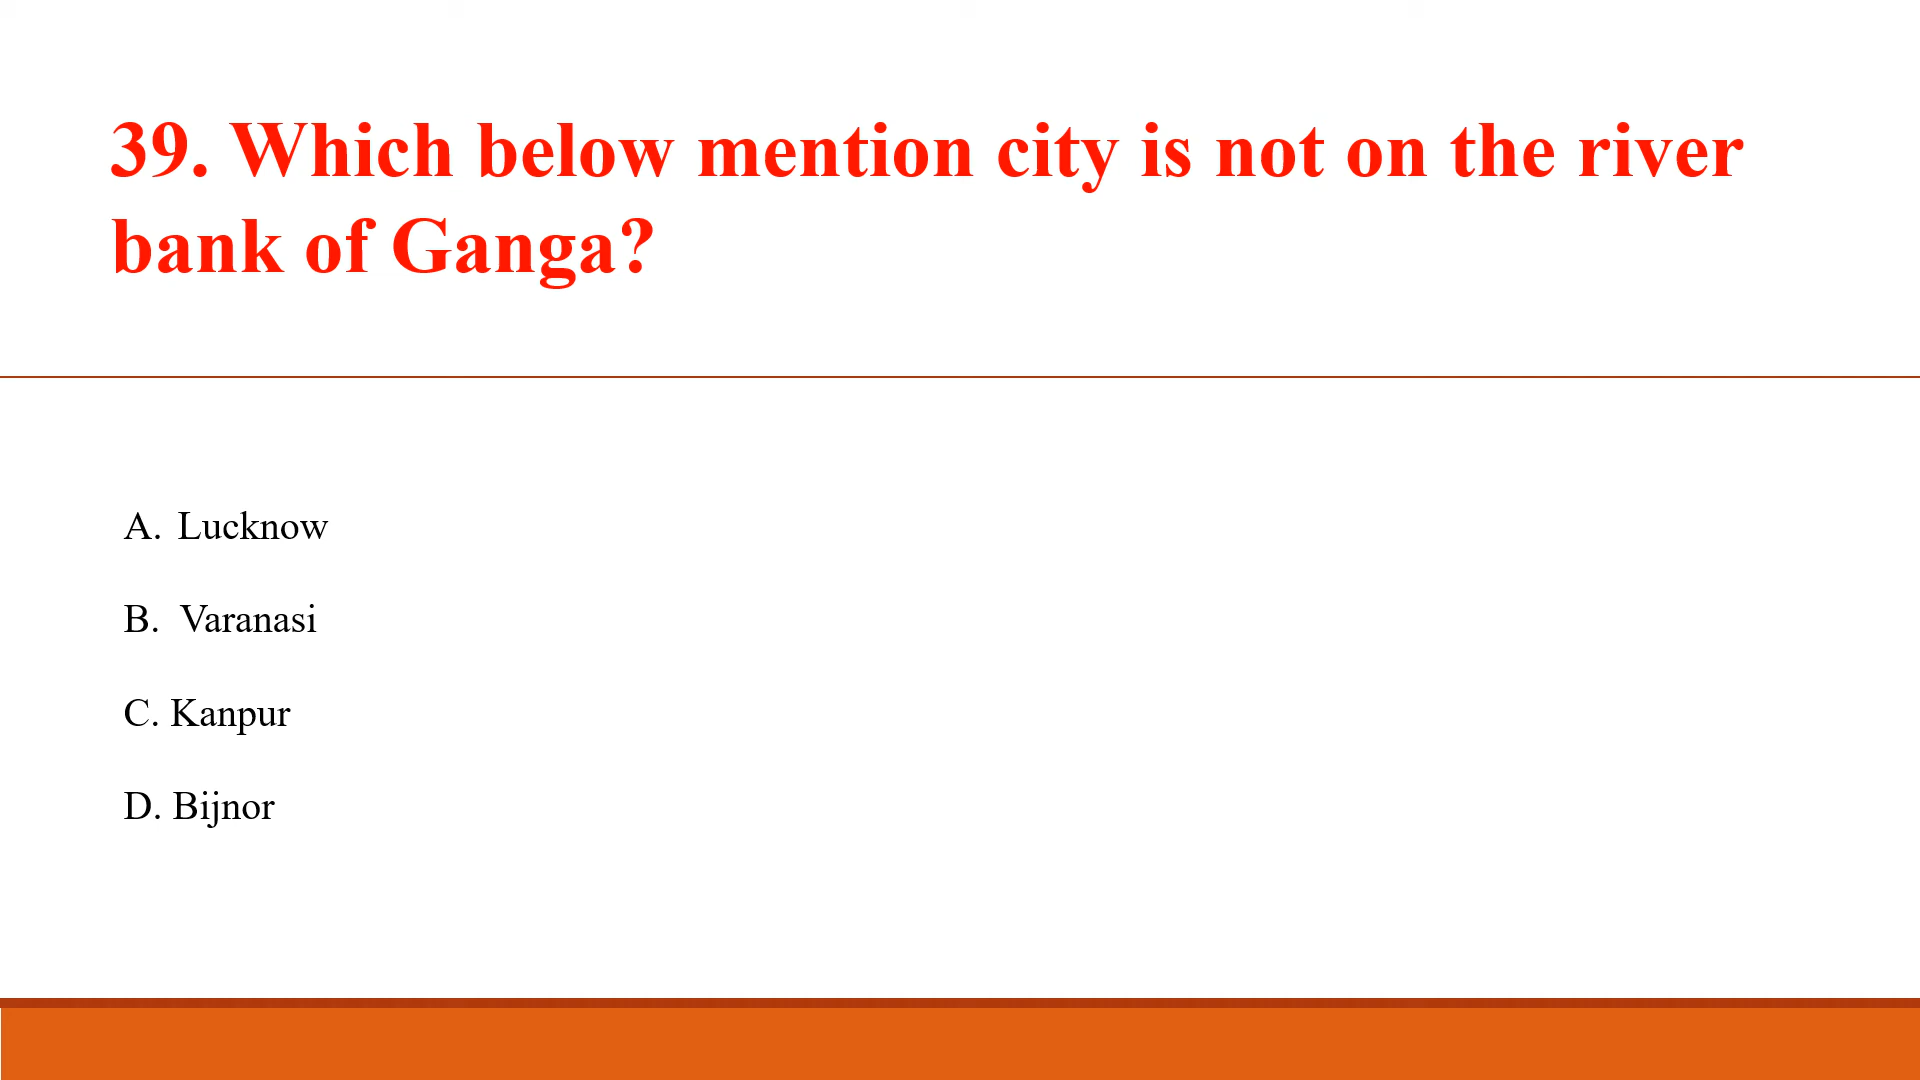 39. Which below mention city is not on the river
bank of Ganga?
A. Lucknow
B. Varanasi
C. Kanpur
D. Bijnor